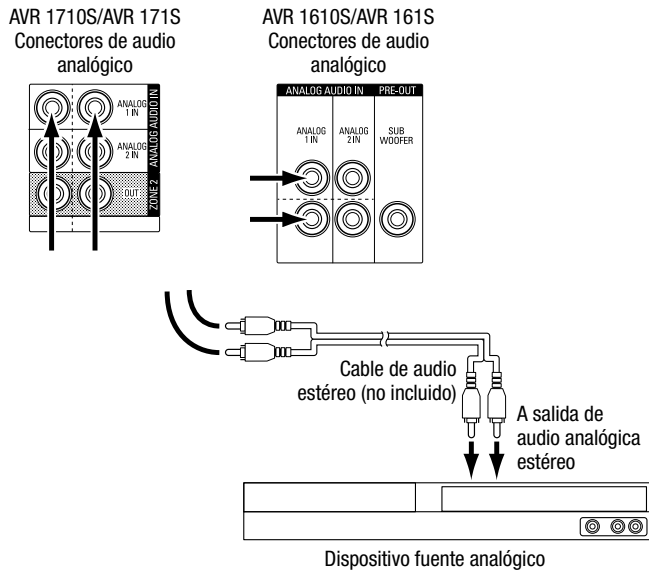 AVR 1710S/AVR 171S
Conectores de audio
analógico
ANALOG
1 IN
ANALOG
2 IN
OUT
ANALOG AUDIO IN
ZONE 2
AVR 1610S/AVR 161S
Conectores de audio
analógico
ANALOG AUDIO IN
PRE-OUT
ANALOG
1 IN
ANALOG
2 IN
SUB
WOOFER
Cable de audio
estéreo (no incluido)
A salida de
audio analógica
estéreo
Dispositivo fuente analógico